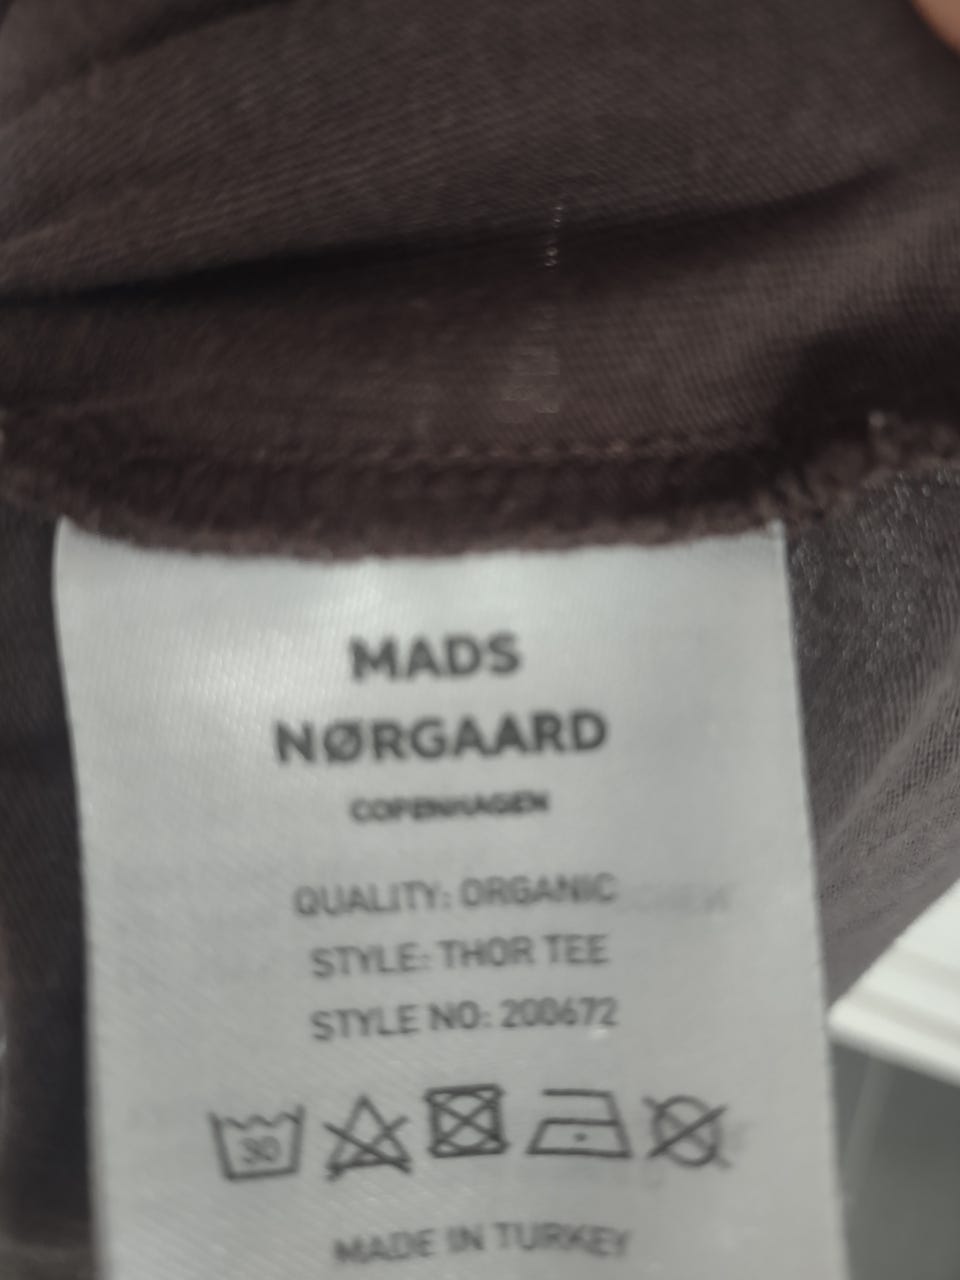 MADS
NØRGAARD
COPENHAGEN
QUALITY: ORGANIC
STYLE: THOR TEE
STYLE NO: 200672
30
MADE IN TURKEY